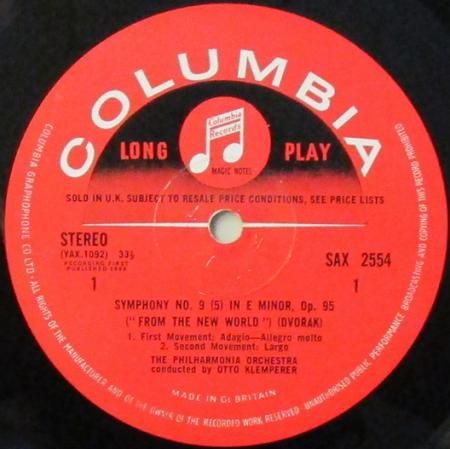 COLUMBIA
Columbia
Records
LONG PLAY
MAGIC NOTES
SOLD IN U.K. SUBJECT TO RESALE PRICE CONDITIONS, SEE PRICE LISTS
STEREO
(YAX.1092) 33⅓
RECORDING FIRST
PUBLISHED 1964
1
SAX 2554
1
SYMPHONY NO. 9 (5) IN E MINOR, Op. 95
("FROM THE NEW WORLD") (DVORAK)
1. First Movement: Adagio—Allegro molto
2. Second Movement: Largo
THE PHILHARMONIA ORCHESTRA
conducted by OTTO KLEMPERER
MADE IN Gt BRITAIN
COLUMBIA GRAPHOPHONE CO LTD. ALL RIGHTS OF THE MANUFACTURER AND OF THE OWNER OF THE RECORDED WORK RESERVED. UNAUTHORISED PUBLIC PERFORMANCE BROADCASTING AND COPYING OF THIS RECORD PROHIBITED